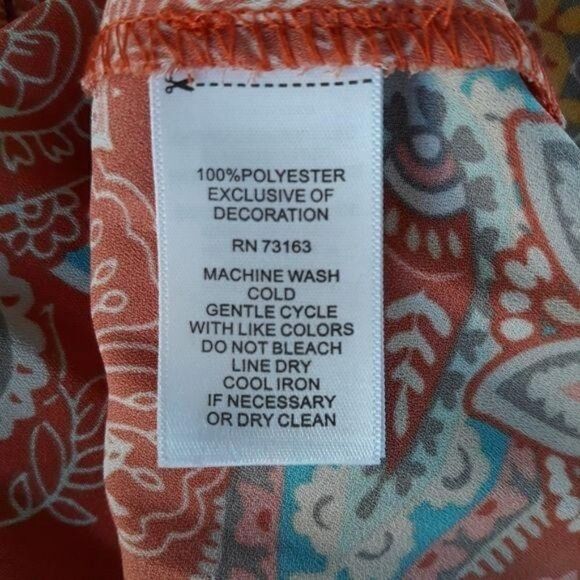 100%POLYESTER
EXCLUSIVE OF
DECORATION
RN 73163
MACHINE WASH
COLD
GENTLE CYCLE
WITH LIKE COLORS
DO NOT BLEACH
LINE DRY
COOL IRON
IF NECESSARY
OR DRY CLEAN